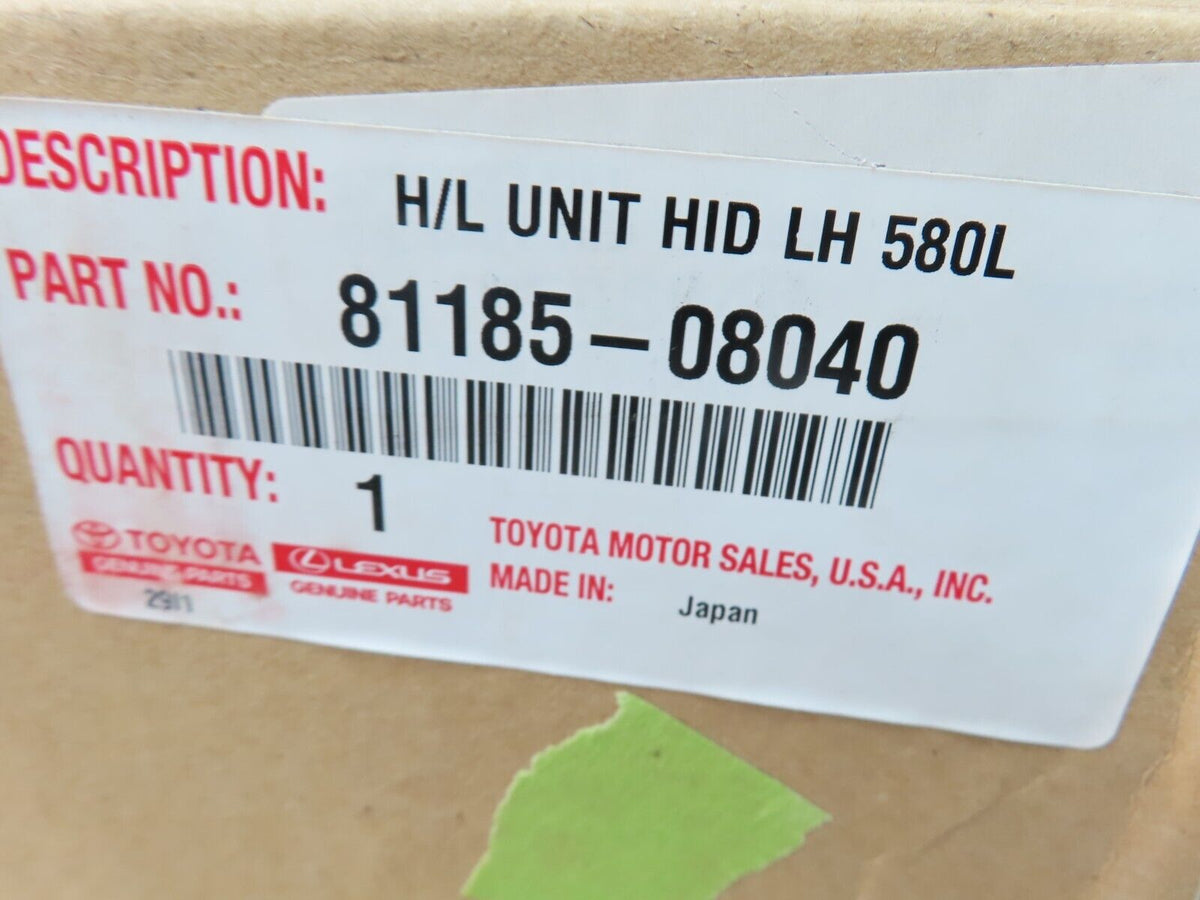 DESCRIPTION: H/L UNIT HID LH 580L
PART NO.: 81185-08040
QUANTITY: 1
TOYOTA
GENUINE PARTS
LEXUS
GENUINE PARTS
2911
TOYOTA MOTOR SALES, U.S.A., INC.
MADE IN: Japan